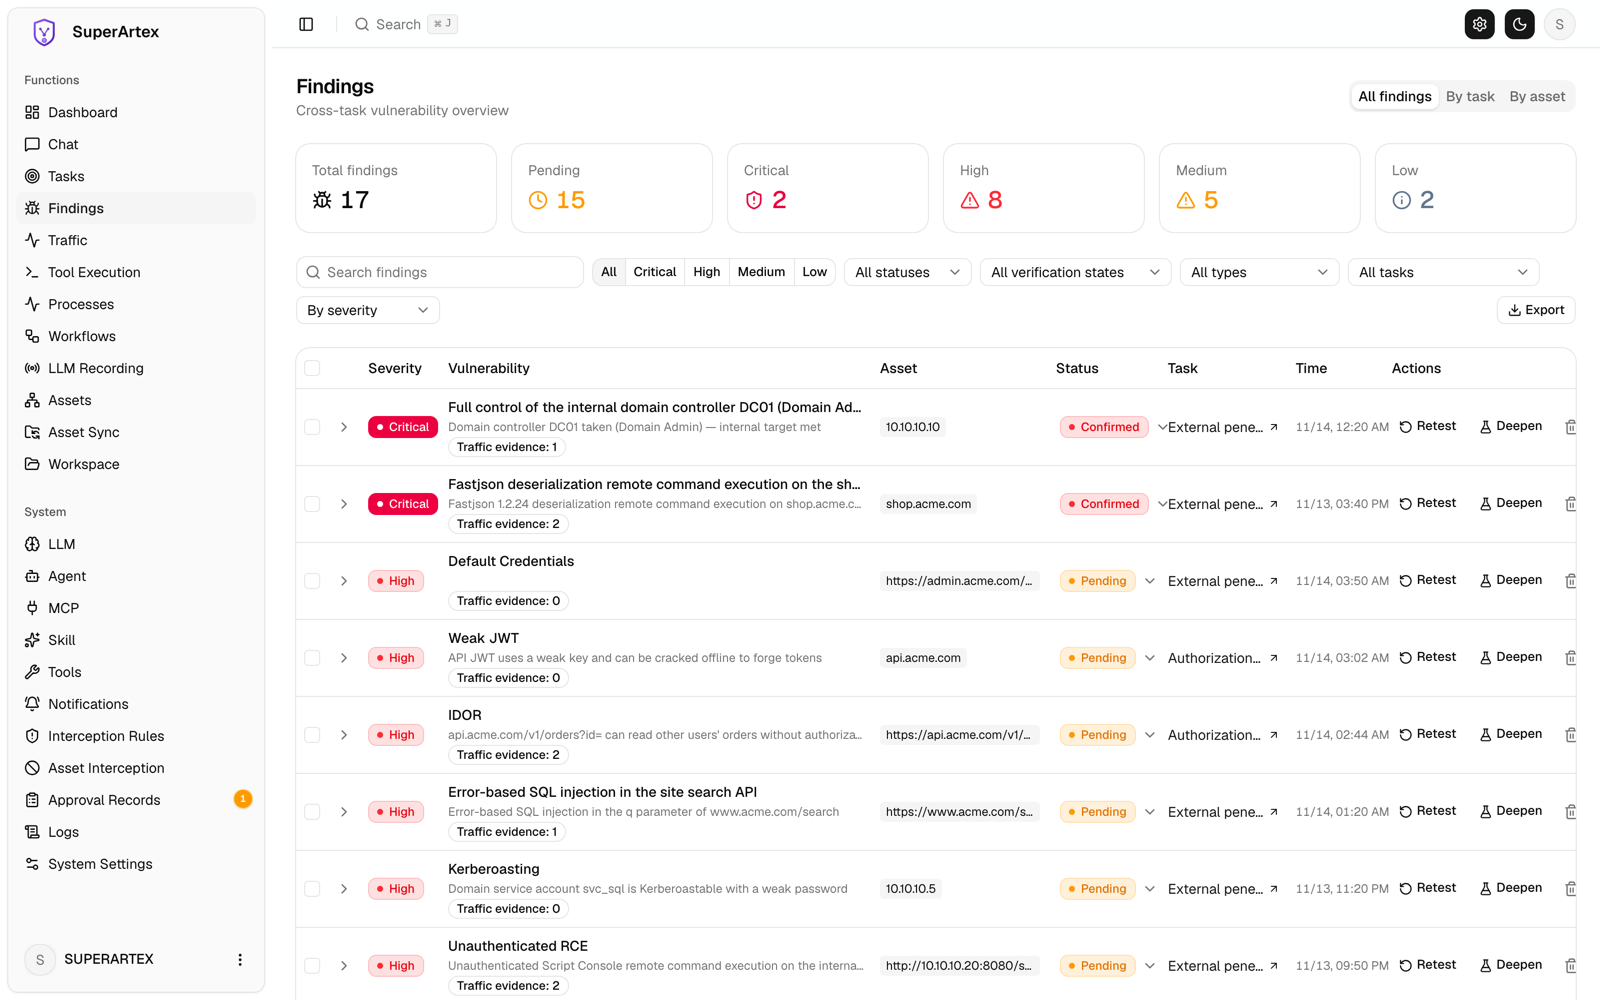 SuperArtex
Functions
Dashboard
Chat
Tasks
Findings
Traffic
Tool Execution
Processes
Workflows
LLM Recording
Assets
Asset Sync
Workspace
System
LLM
Agent
MCP
Skill
Tools
Notifications
Interception Rules
Asset Interception
Approval Records 1
Logs
System Settings
S SUPERARTEX
Search ⌘ J
S
Findings
Cross-task vulnerability overview
All findings By task By asset
Total findings
17
Pending
15
Critical
2
High
8
Medium
5
Low
2
Search findings All Critical High Medium Low All statuses All verification states All types All tasks
By severity Export
Severity Vulnerability Asset Status Task Time Actions
Full control of the internal domain controller DC01 (Domain Ad...
Critical Domain controller DC01 taken (Domain Admin) — internal target met 10.10.10.10 Confirmed External pene... 11/14, 12:20 AM Retest Deepen
Traffic evidence: 1
Fastjson deserialization remote command execution on the sh...
Critical Fastjson 1.2.24 deserialization remote command execution on shop.acme.c... shop.acme.com Confirmed External pene... 11/13, 03:40 PM Retest Deepen
Traffic evidence: 2
Default Credentials
High https://admin.acme.com/... Pending External pene... 11/14, 03:50 AM Retest Deepen
Traffic evidence: 0
Weak JWT
High API JWT uses a weak key and can be cracked offline to forge tokens api.acme.com Pending Authorization... 11/14, 03:02 AM Retest Deepen
Traffic evidence: 0
IDOR
High api.acme.com/v1/orders?id= can read other users' orders without authoriza... https://api.acme.com/v1/... Pending Authorization... 11/14, 02:44 AM Retest Deepen
Traffic evidence: 2
Error-based SQL injection in the site search API
High Error-based SQL injection in the q parameter of www.acme.com/search https://www.acme.com/s... Pending External pene... 11/14, 01:20 AM Retest Deepen
Traffic evidence: 1
Kerberoasting
High Domain service account svc_sql is Kerberoastable with a weak password 10.10.10.5 Pending External pene... 11/13, 11:20 PM Retest Deepen
Traffic evidence: 0
Unauthenticated RCE
High Unauthenticated Script Console remote command execution on the interna... http://10.10.10.20:8080/s... Pending External pene... 11/13, 09:50 PM Retest Deepen
Traffic evidence: 2